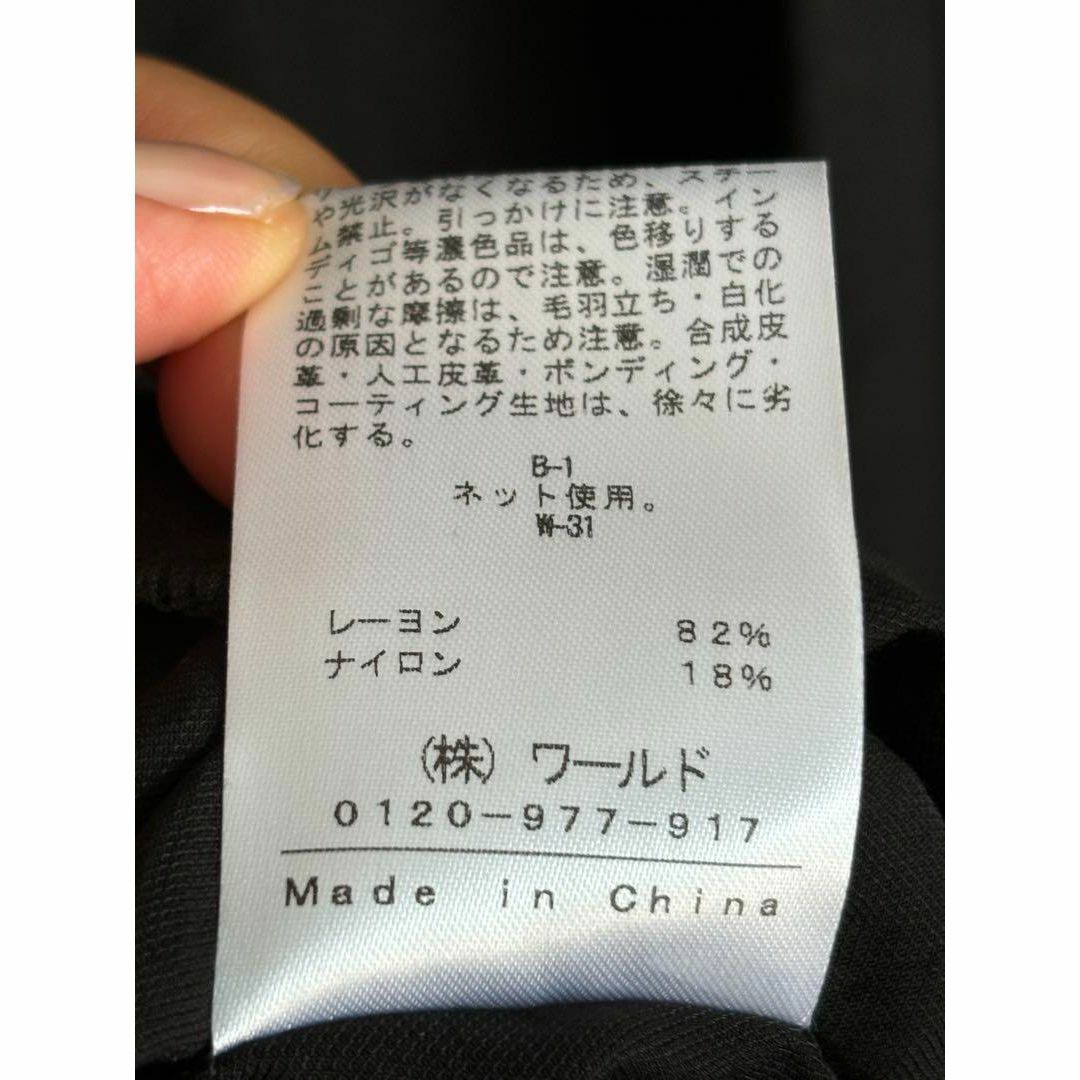 や光沢がなくなるため、スチー
ム禁止。引っかけに注意。イン
ディゴ等濃色品は、色移りする
ことがあるので注意。湿潤での
過剰な摩擦は、毛羽立ち・白化
の原因となるため注意。合成皮
革・人工皮革・ボンディング・
コーティング生地は、徐々に劣
化する。
B-1
ネット使用。
W-31
レーヨン 82%
ナイロン 18%
(株)ワールド
0120-977-917
Made in China